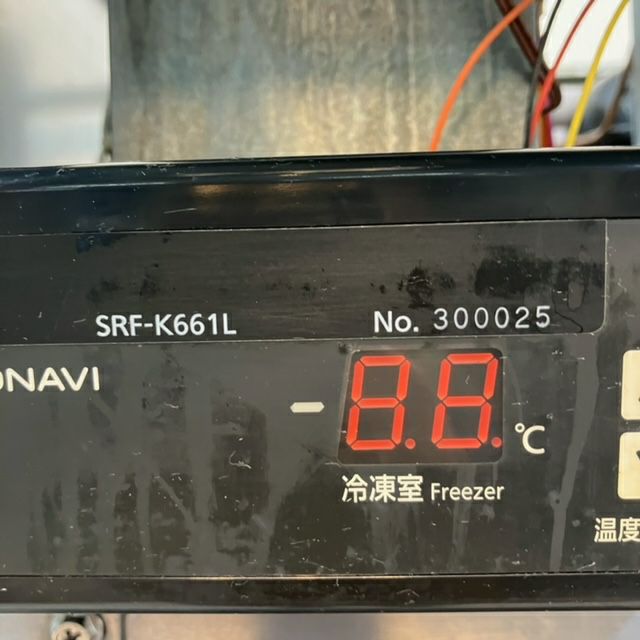 SRF-K661L No. 300025
ONAVI
- 8.8. ℃
冷凍室 Freezer
温度